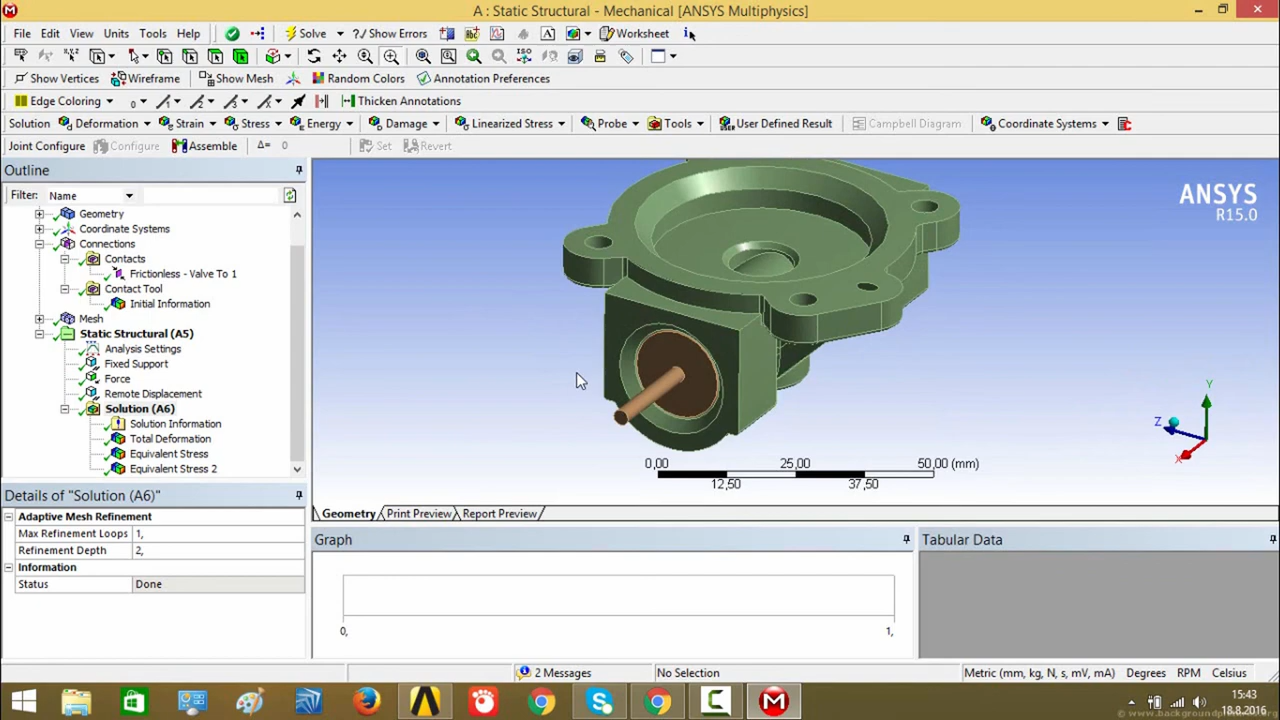 A : Static Structural - Mechanical [ANSYS Multiphysics]
File Edit View Units Tools Help Solve ?/ Show Errors A Worksheet i
Show Vertices Wireframe Show Mesh Random Colors Annotation Preferences
Edge Coloring Thicken Annotations
Solution Deformation Strain Stress Energy Damage Linearized Stress Probe Tools User Defined Result Campbell Diagram Coordinate Systems
Joint Configure Configure Assemble Δ= 0 Set Revert
Outline
Filter: Name
Geometry
Coordinate Systems
Connections
Contacts
Frictionless - Valve To 1
Contact Tool
Initial Information
Mesh
Static Structural (A5)
Analysis Settings
Fixed Support
Force
Remote Displacement
Solution (A6)
Solution Information
Total Deformation
Equivalent Stress
Equivalent Stress 2
ANSYS
R15.0
Y
Z
X
0,00 25,00 50,00 (mm)
12,50 37,50
Geometry Print Preview Report Preview
Details of "Solution (A6)"
Adaptive Mesh Refinement
Max Refinement Loops 1,
Refinement Depth 2,
Information
Status Done
Graph
0, 1,
Tabular Data
2 Messages No Selection Metric (mm, kg, N, s, mV, mA) Degrees RPM Celsius
15:43
18.8.2016